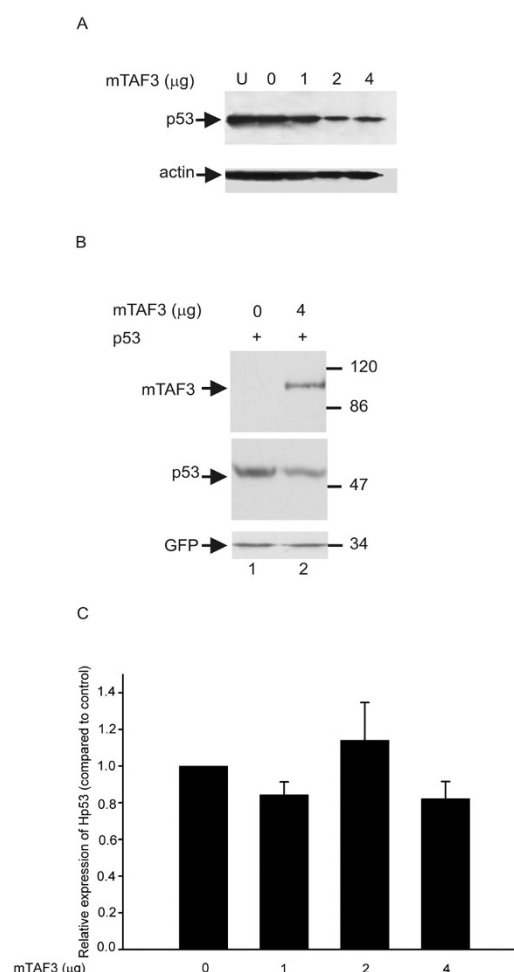 A
mTAF3 (μg) U 0 1 2 4
p53
actin
B
mTAF3 (μg) 0 4
p53 + +
mTAF3
120
86
p53
47
GFP
34
1 2
C
Relative expression of Hp53 (compared to control)
1.4
1.2
1.0
0.8
0.6
0.4
0.2
0.0
mTAF3 (μg) 0 1 2 4